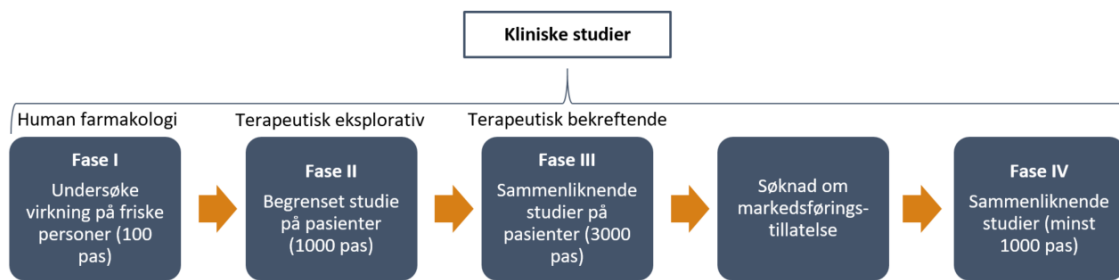 Kliniske studier
Human farmakologi
Terapeutisk eksplorativ
Terapeutisk bekreftende
Fase I
Undersøke
virkning på friske
personer (100
pas)
Fase II
Begrenset studie
på pasienter
(1000 pas)
Fase III
Sammenliknende
studier på
pasienter (3000
pas)
Søknad om
markedsførings-
tillatelse
Fase IV
Sammenliknende
studier (minst
1000 pas)